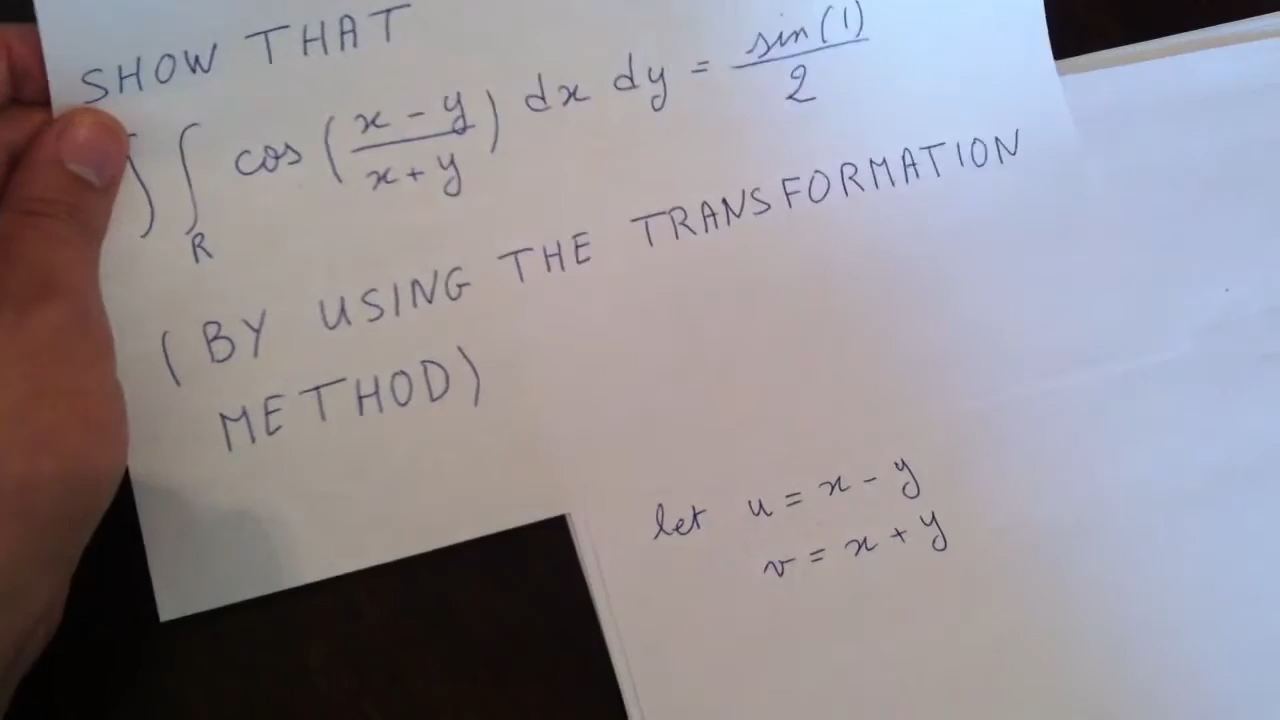 SHOW THAT
∫∫_R cos((x - y)/(x + y)) dx dy = sin(1)/2
(BY USING THE TRANSFORMATION
METHOD)
let u = x - y
v = x + y